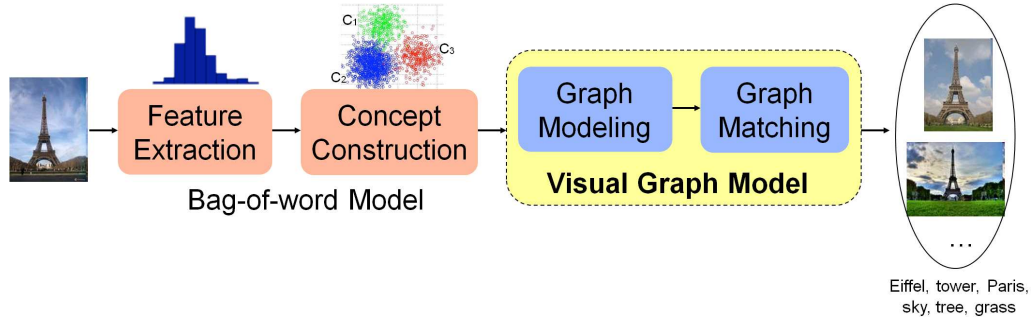 C1
C2
C3
Feature
Extraction
Concept
Construction
Bag-of-word Model
Graph
Modeling
Graph
Matching
Visual Graph Model
...
Eiffel, tower, Paris,
sky, tree, grass